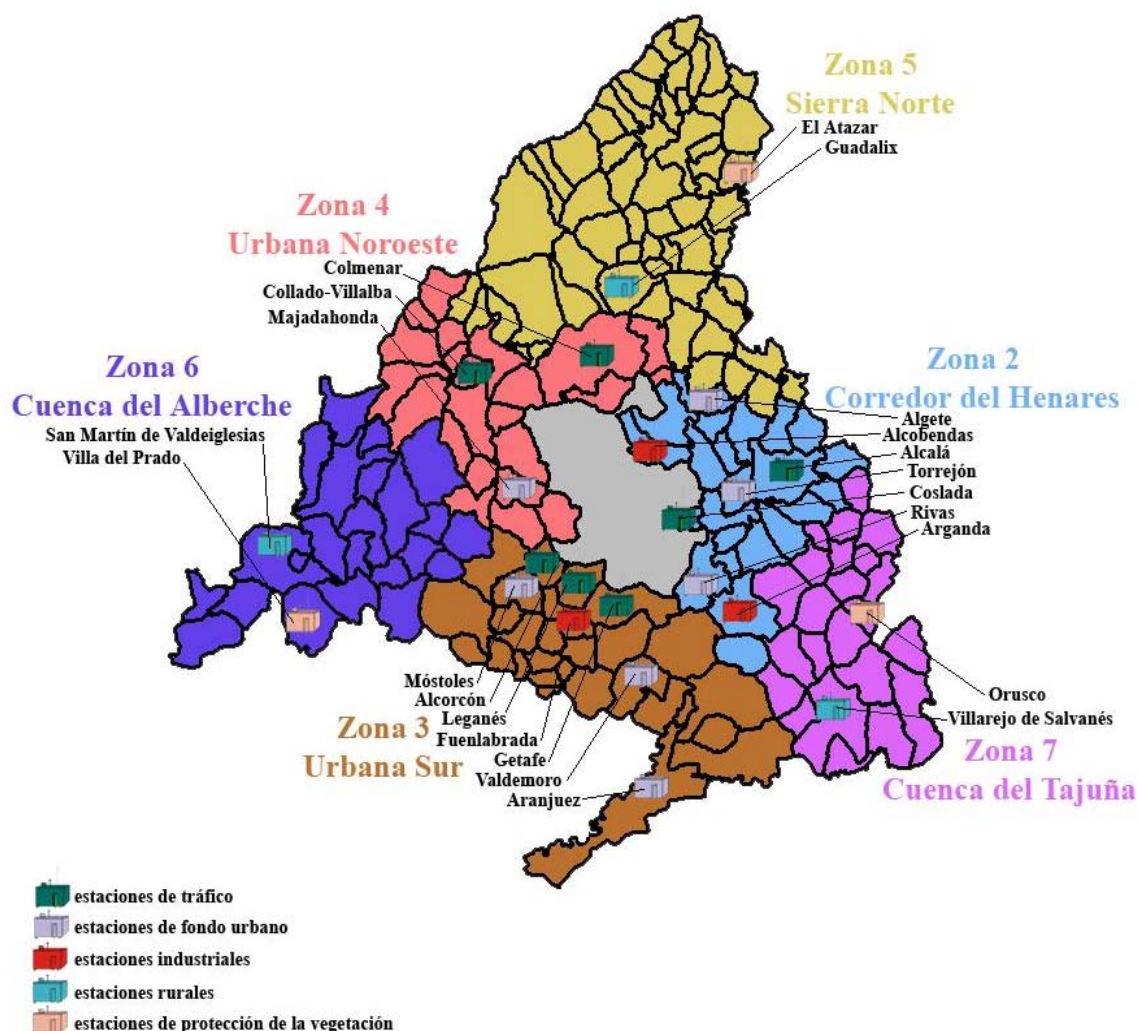 Zona 5
Sierra Norte
El Atazar
Guadalix
Zona 4
Urbana Noroeste
Colmenar
Collado-Villalba
Majadahonda
Zona 6
Cuenca del Alberche
San Martín de Valdeiglesias
Villa del Prado
Zona 2
Corredor del Henares
Algete
Alcobendas
Alcalá
Torrejón
Coslada
Rivas
Arganda
Móstoles
Alcorcón
Leganés
Fuenlabrada
Getafe
Valdemoro
Aranjuez
Zona 3
Urbana Sur
Orusco
Villarejo de Salvanés
Zona 7
Cuenca del Tajuña
estaciones de tráfico
estaciones de fondo urbano
estaciones industriales
estaciones rurales
estaciones de protección de la vegetación